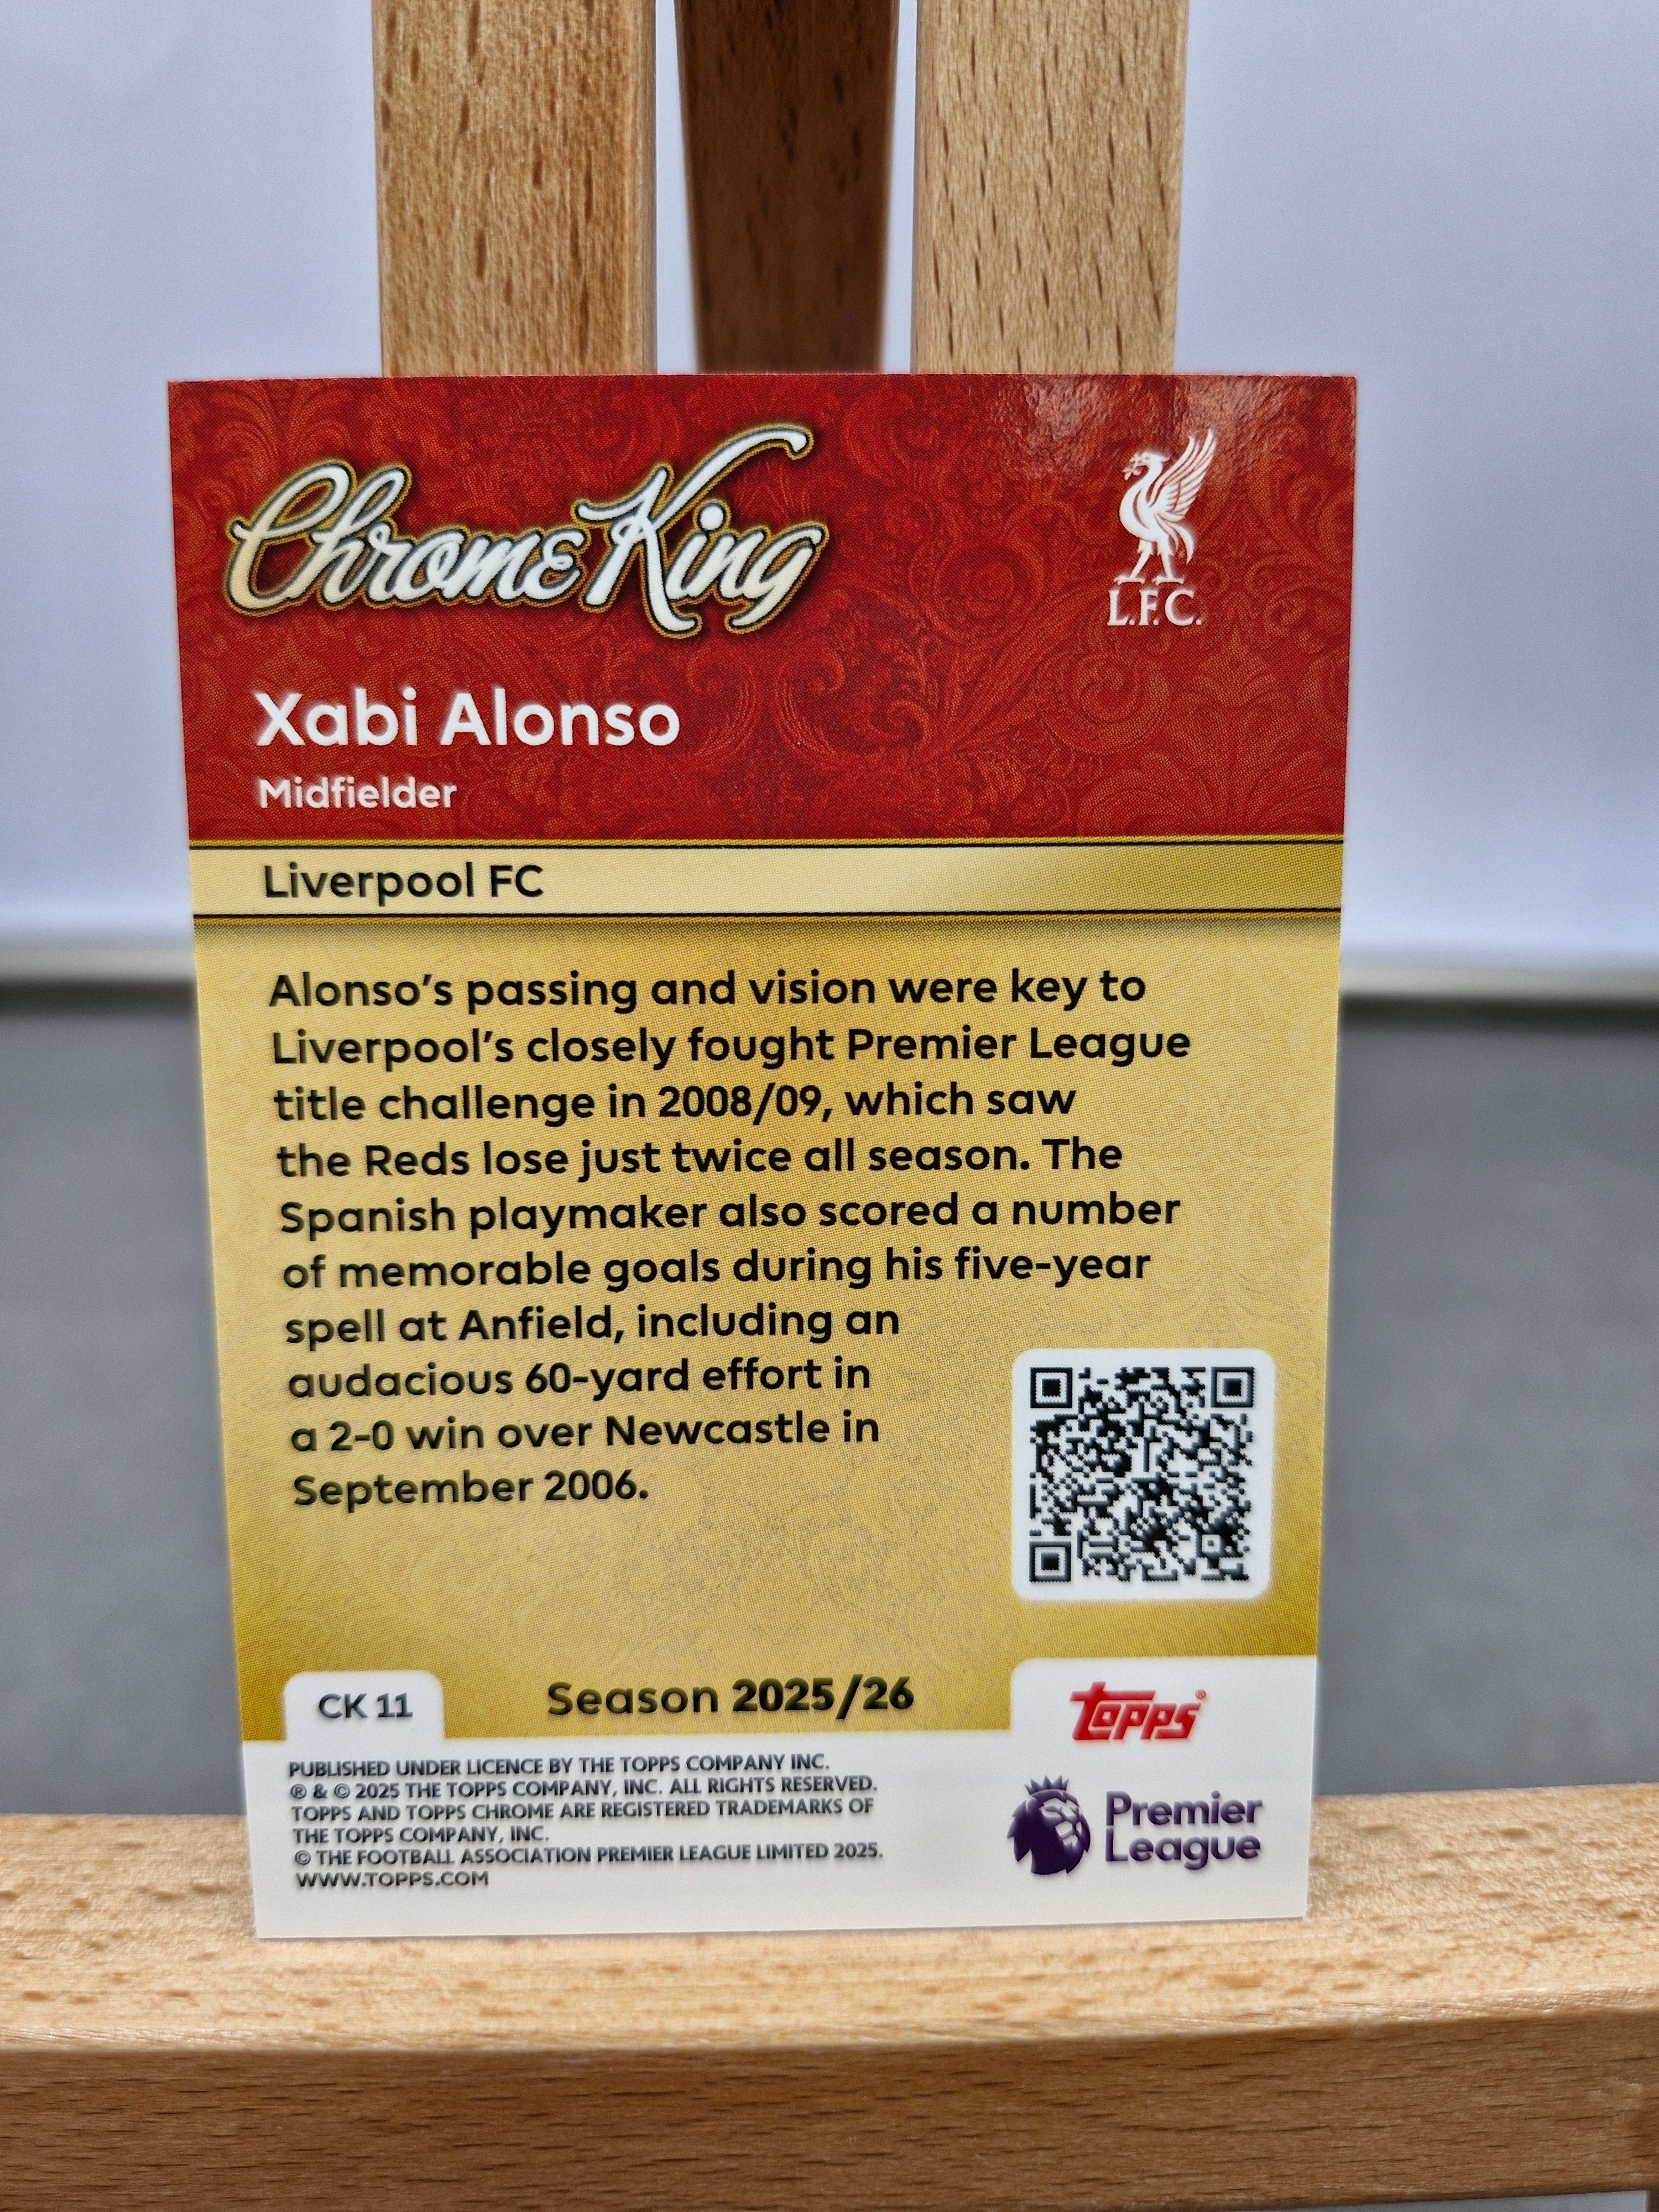 Chrome King
L.F.C.
Xabi Alonso
Midfielder
Liverpool FC
Alonso's passing and vision were key to
Liverpool's closely fought Premier League
title challenge in 2008/09, which saw
the Reds lose just twice all season. The
Spanish playmaker also scored a number
of memorable goals during his five-year
spell at Anfield, including an
audacious 60-yard effort in
a 2-0 win over Newcastle in
September 2006.
CK 11
Season 2025/26
Topps®
PUBLISHED UNDER LICENCE BY THE TOPPS COMPANY INC.
® & © 2025 THE TOPPS COMPANY, INC. ALL RIGHTS RESERVED.
TOPPS AND TOPPS CHROME ARE REGISTERED TRADEMARKS OF
THE TOPPS COMPANY, INC.
© THE FOOTBALL ASSOCIATION PREMIER LEAGUE LIMITED 2025.
WWW.TOPPS.COM
Premier
League